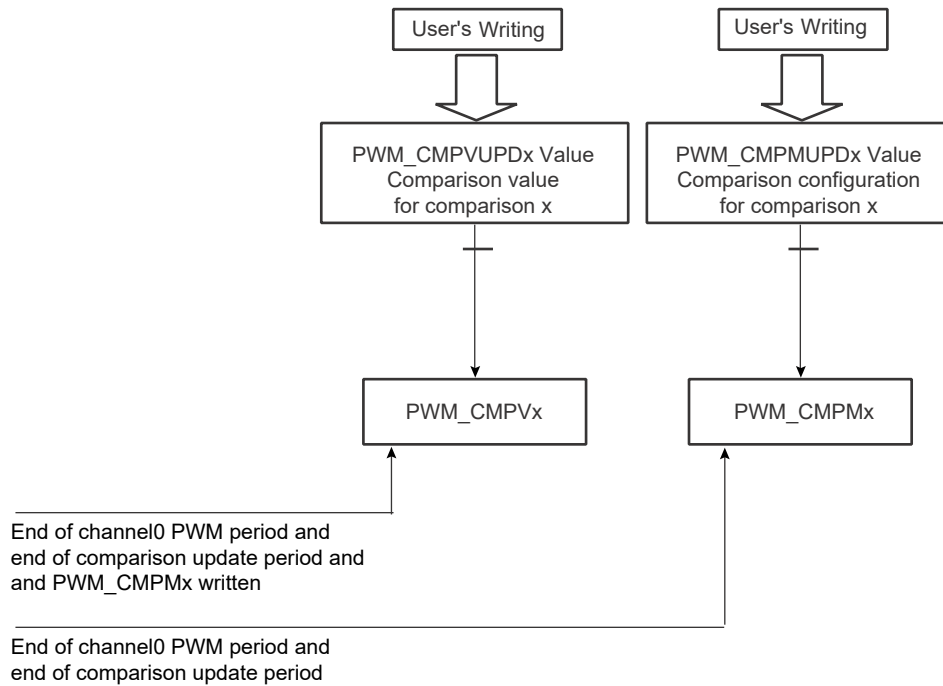 User's Writing
User's Writing
PWM_CMPVUPDx Value
Comparison value
for comparison x
PWM_CMPMUPDx Value
Comparison configuration
for comparison x
PWM_CMPVx
PWM_CMPMx
End of channel0 PWM period and
end of comparison update period and
and PWM_CMPMx written
End of channel0 PWM period and
end of comparison update period